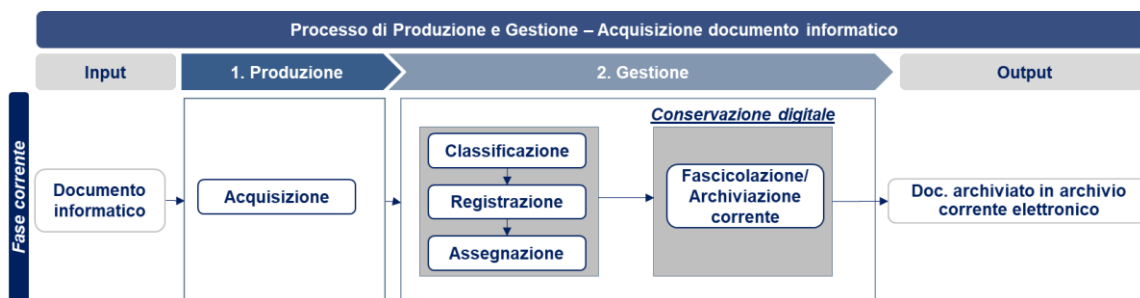 Processo di Produzione e Gestione – Acquisizione documento informatico
Input
1. Produzione
2. Gestione
Output
Fase corrente
Documento
informatico
Acquisizione
Classificazione
Registrazione
Assegnazione
Conservazione digitale
Fascicolazione/
Archiviazione
corrente
Doc. archiviato in archivio
corrente elettronico